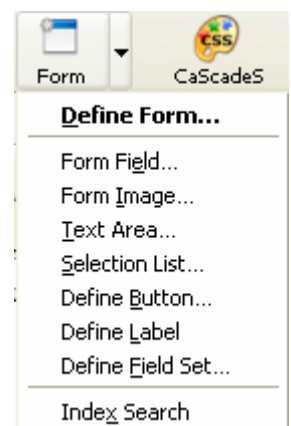 css
Form CaScadeS
Define Form...
Form Field...
Form Image...
Text Area...
Selection List...
Define Button...
Define Label
Define Field Set...
Index Search